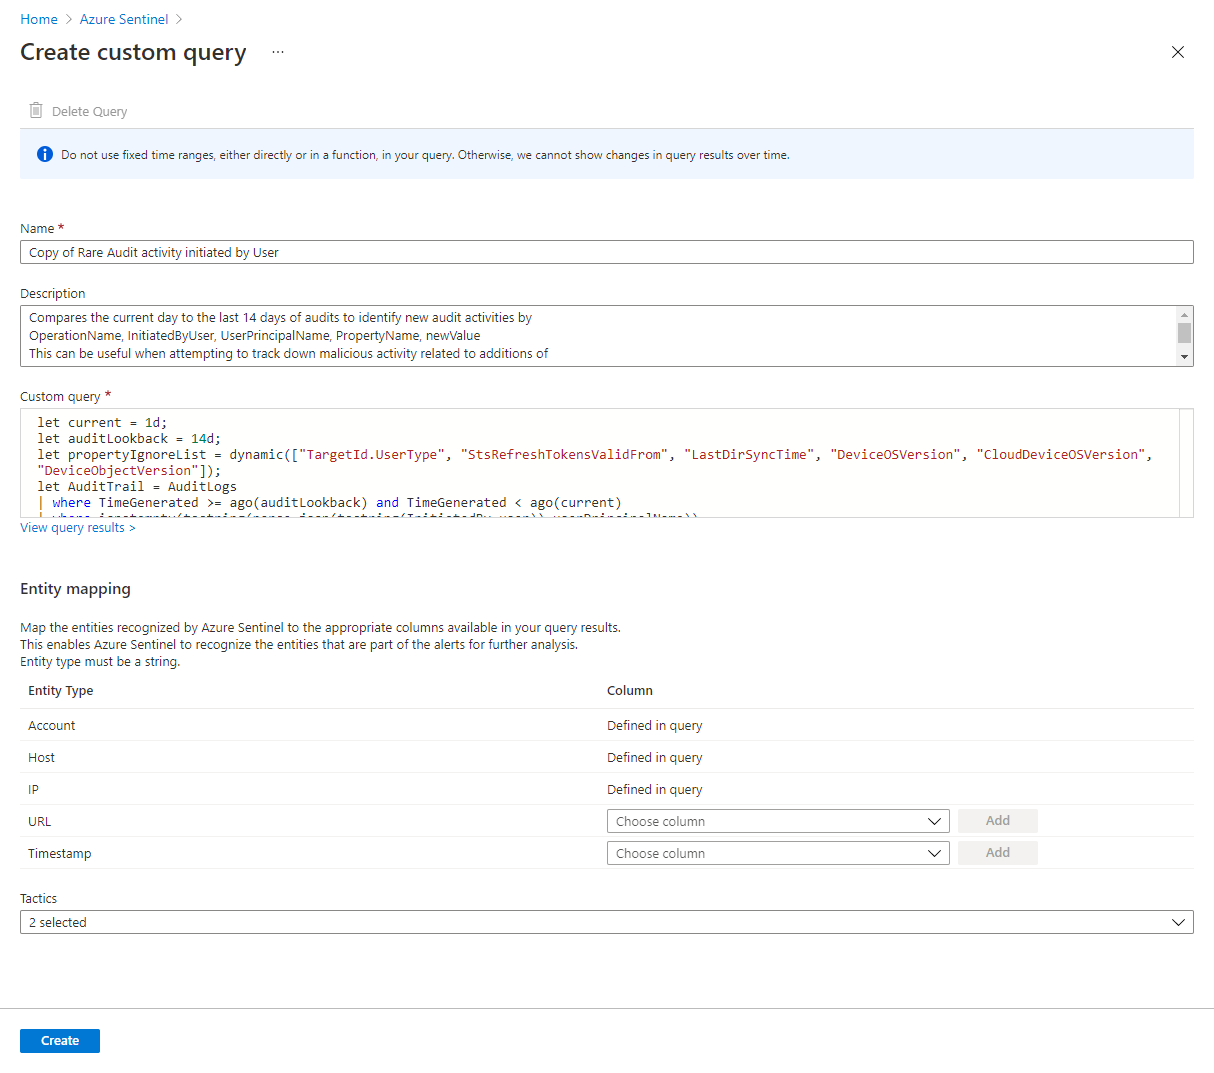 Home > Azure Sentinel >
Create custom query ...
Delete Query
Do not use fixed time ranges, either directly or in a function, in your query. Otherwise, we cannot show changes in query results over time.
Name *
Copy of Rare Audit activity initiated by User
Description
Compares the current day to the last 14 days of audits to identify new audit activities by
OperationName, InitiatedByUser, UserPrincipalName, PropertyName, newValue
This can be useful when attempting to track down malicious activity related to additions of
Custom query *
let current = 1d;
let auditLookback = 14d;
let propertyIgnoreList = dynamic(["TargetId.UserType", "StsRefreshTokensValidFrom", "LastDirSyncTime", "DeviceOSVersion", "CloudDeviceOSVersion",
"DeviceObjectVersion"]);
let AuditTrail = AuditLogs
| where TimeGenerated >= ago(auditLookback) and TimeGenerated < ago(current)
| where isnotempty(tostring(parse_json(tostring(InitiatedBy.user)).userPrincipalName))
View query results >
Entity mapping
Map the entities recognized by Azure Sentinel to the appropriate columns available in your query results.
This enables Azure Sentinel to recognize the entities that are part of the alerts for further analysis.
Entity type must be a string.
Entity Type Column
Account Defined in query
Host Defined in query
IP Defined in query
URL Choose column Add
Timestamp Choose column Add
Tactics
2 selected
Create